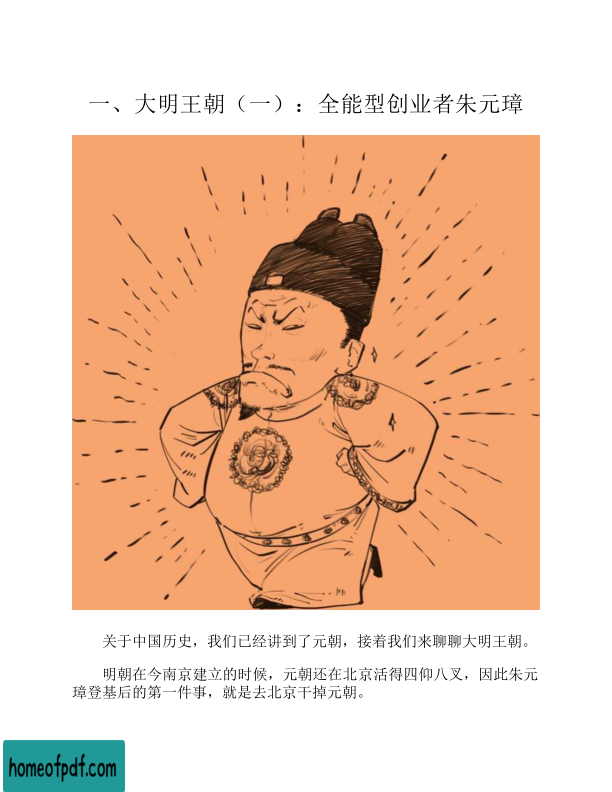 一、大明王朝（一）：全能型创业者朱元璋
关于中国历史，我们已经讲到了元朝，接着我们来聊聊大明王朝。
明朝在今南京建立的时候，元朝还在北京活得四仰八叉，因此朱元
璋登基后的第一件事，就是去北京干掉元朝。
homeofpdf.com